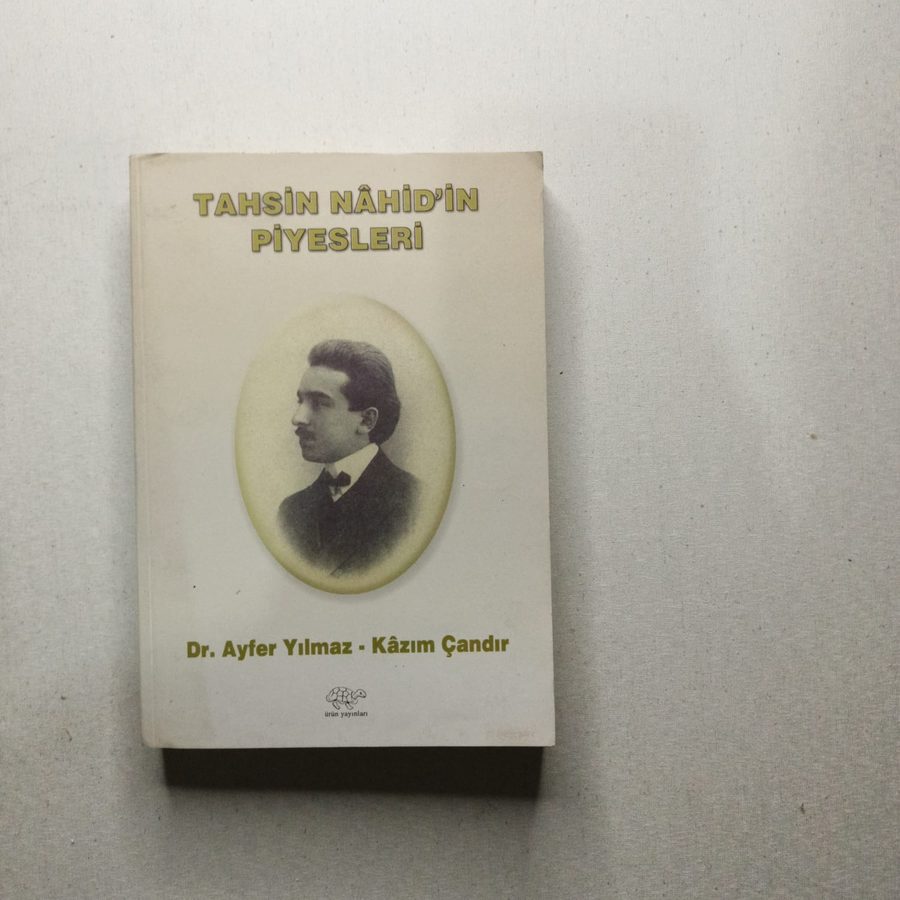 TAHSİN NÂHİD'İN
PİYESLERİ
Dr. Ayfer Yılmaz - Kâzım Çandır
ürün yayınları